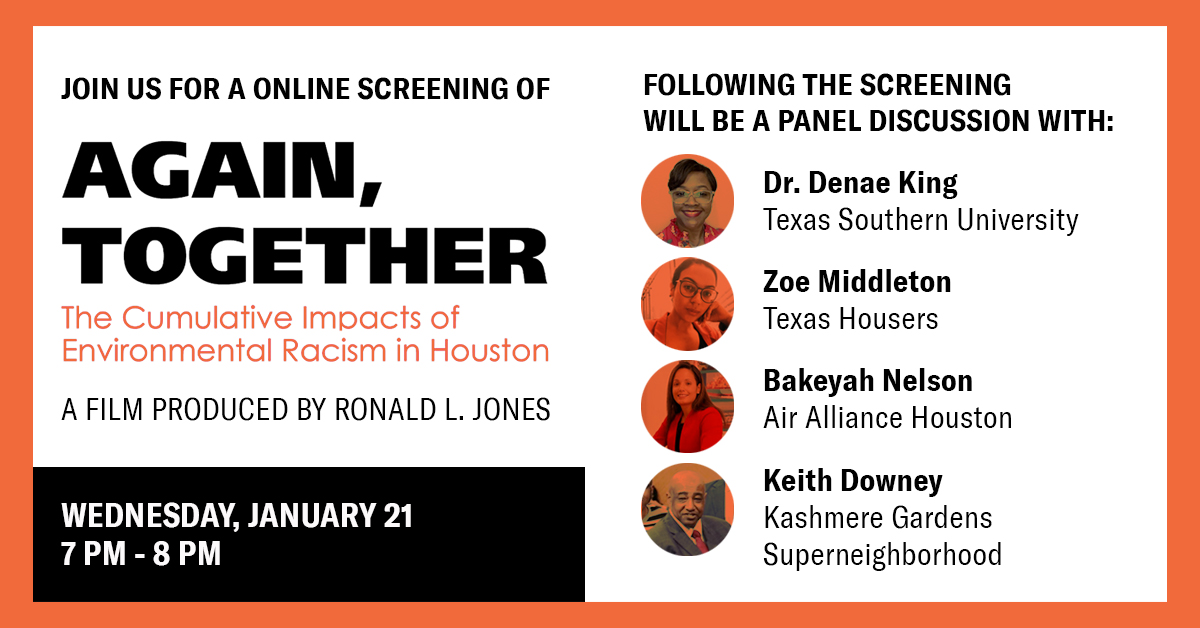 JOIN US FOR A ONLINE SCREENING OF
AGAIN,
TOGETHER
The Cumulative Impacts of
Environmental Racism in Houston
A FILM PRODUCED BY RONALD L. JONES
WEDNESDAY, JANUARY 21
7 PM - 8 PM
FOLLOWING THE SCREENING
WILL BE A PANEL DISCUSSION WITH:
Dr. Denae King
Texas Southern University
Zoe Middleton
Texas Housers
Bakeyah Nelson
Air Alliance Houston
Keith Downey
Kashmere Gardens
Superneighborhood